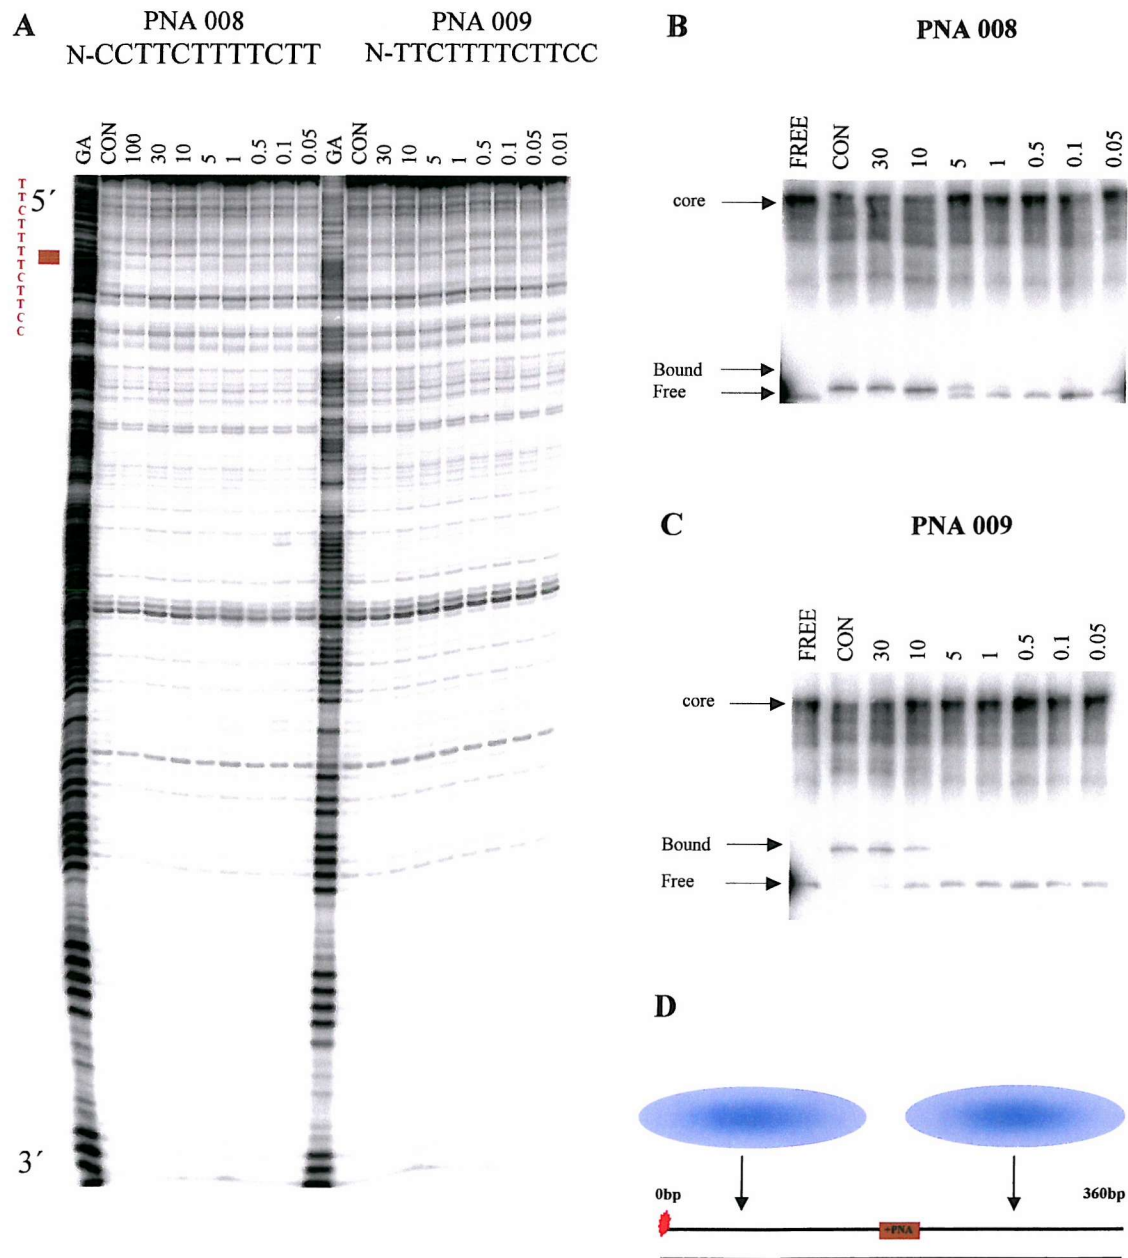 A
PNA 008
N-CCTTCTTTTCTT
PNA 009
N-TTCTTTTCTTCC
GA CON 100 30 10 5 1 0.5 0.1 0.05 GA CON 30 10 5 1 0.5 0.1 0.05 0.01
5´
T
T
C
T
T
T
T
C
T
T
C
C
3´
B
PNA 008
FREE CON 30 10 5 1 0.5 0.1 0.05
core
Bound
Free
C
PNA 009
FREE CON 30 10 5 1 0.5 0.1 0.05
core
Bound
Free
D
0bp
360bp
+PNA